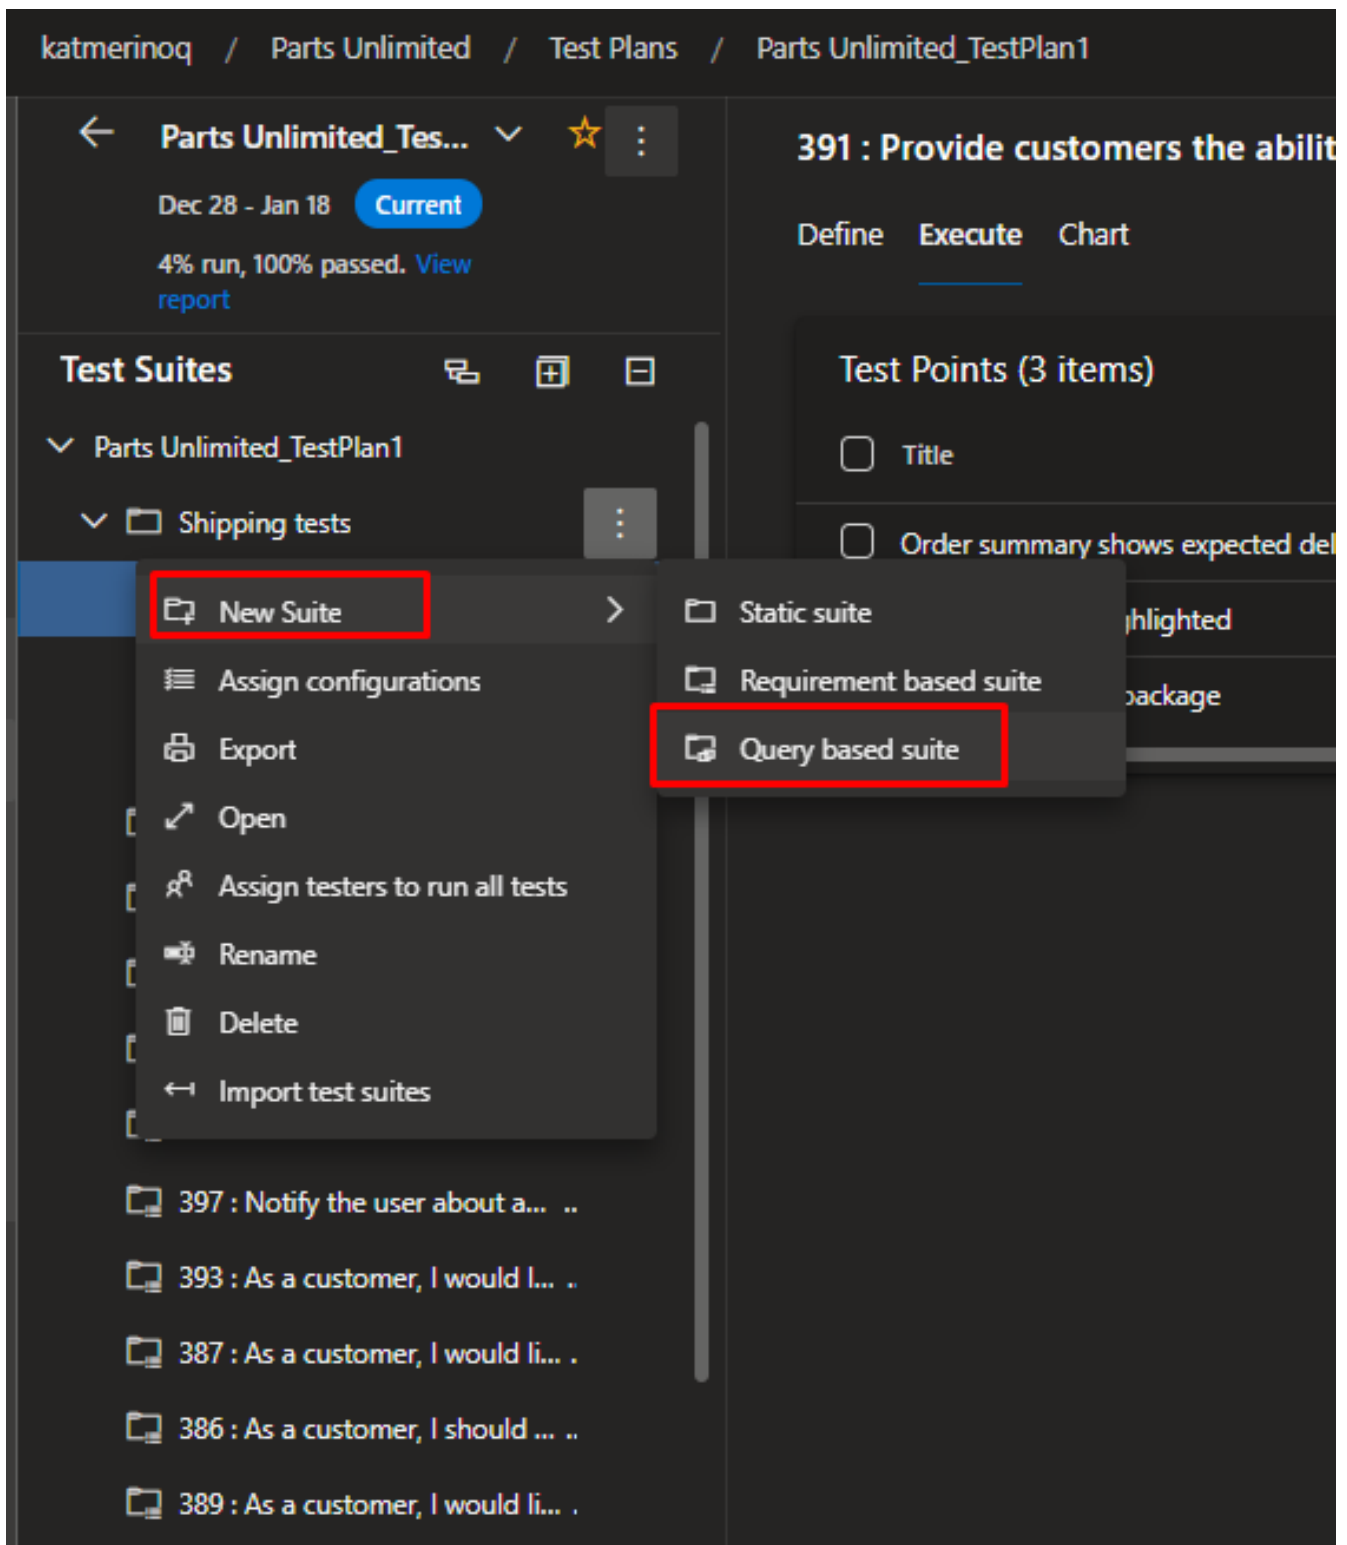 katmerinoq / Parts Unlimited / Test Plans / Parts Unlimited_TestPlan1
Parts Unlimited_Tes...
Dec 28 - Jan 18 Current
4% run, 100% passed. View
report
Test Suites
Parts Unlimited_TestPlan1
Shipping tests
New Suite
Assign configurations
Export
Open
Assign testers to run all tests
Rename
Delete
Import test suites
Static suite
Requirement based suite
Query based suite
397 : Notify the user about a... ..
393 : As a customer, I would l... ..
387 : As a customer, I would li... .
386 : As a customer, I should ... ..
389 : As a customer, I would li... .
391 : Provide customers the abilit
Define Execute Chart
Test Points (3 items)
Title
Order summary shows expected del
hlighted
package